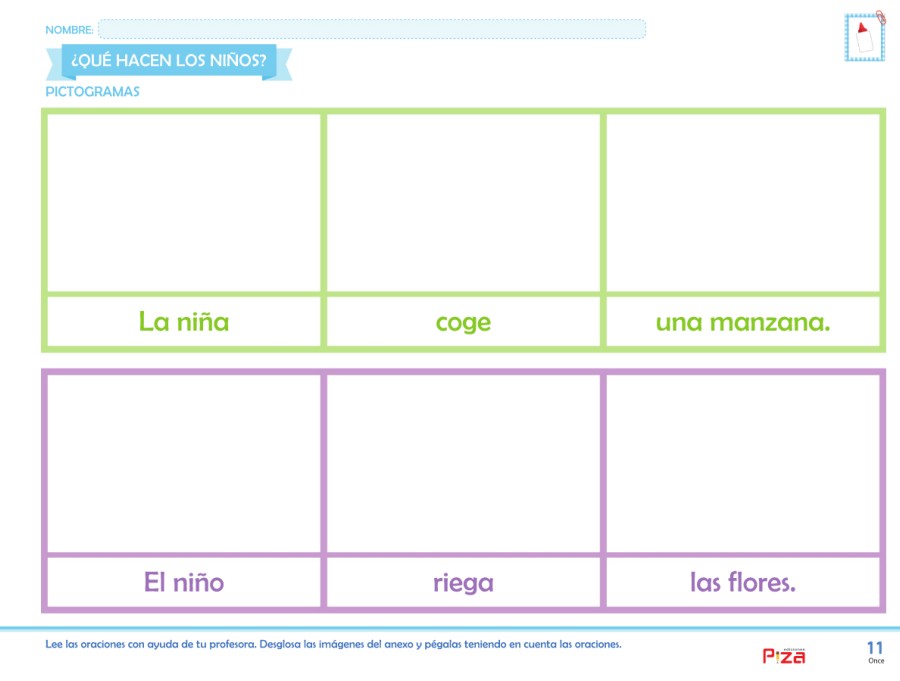 NOMBRE:
¿QUÉ HACEN LOS NIÑOS?
PICTOGRAMAS
La niña coge una manzana.
El niño riega las flores.
Lee las oraciones con ayuda de tu profesora. Desglosa las imágenes del anexo y pégalas teniendo en cuenta las oraciones.
ediciones
Piza
11
Once